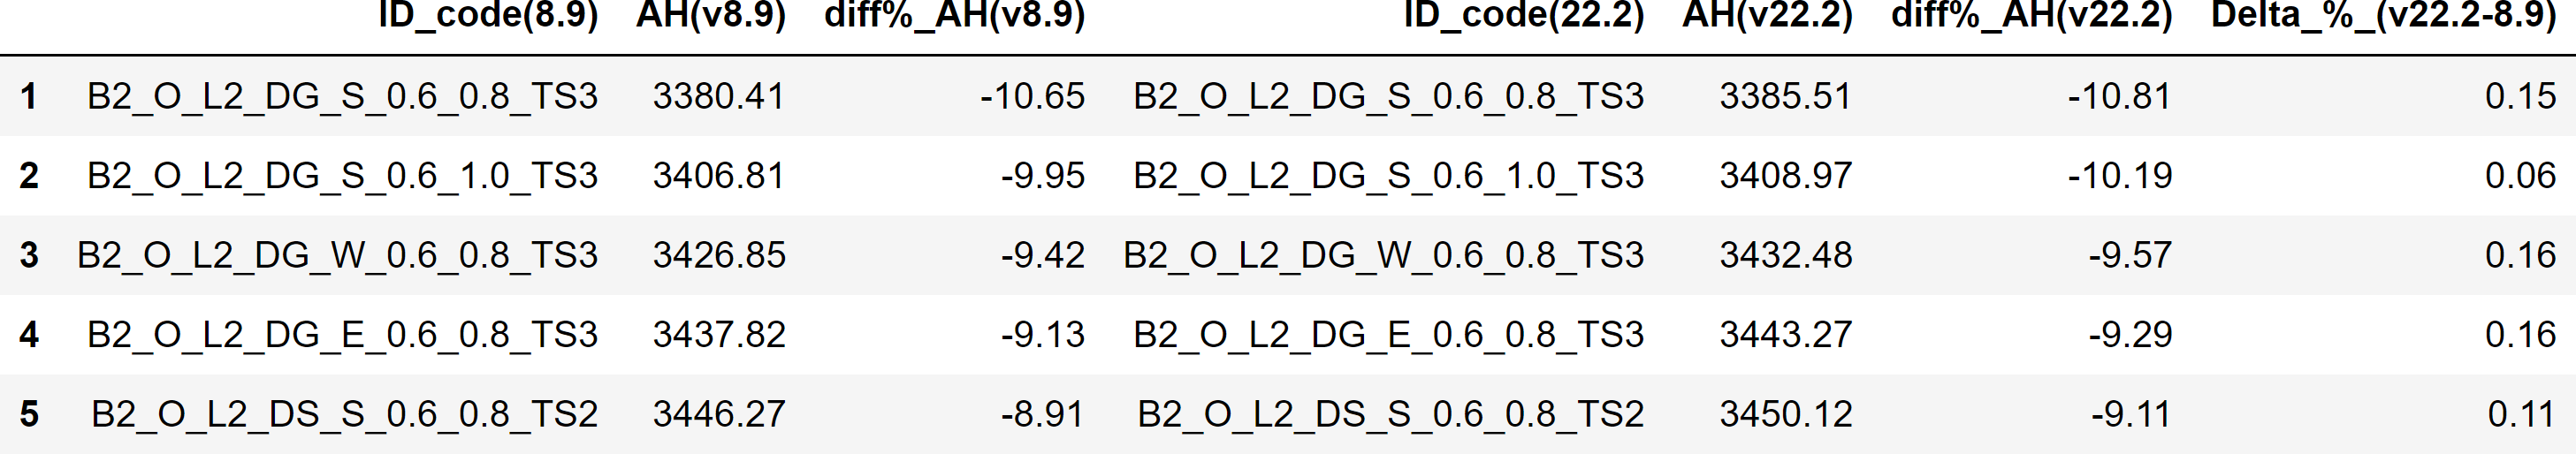 ID_code(8.9) AH(v8.9) diff%_AH(v8.9) ID_code(22.2) AH(v22.2) diff%_AH(v22.2) Delta_%_(v22.2-8.9)
1 B2_O_L2_DG_S_0.6_0.8_TS3 3380.41 -10.65 B2_O_L2_DG_S_0.6_0.8_TS3 3385.51 -10.81 0.15
2 B2_O_L2_DG_S_0.6_1.0_TS3 3406.81 -9.95 B2_O_L2_DG_S_0.6_1.0_TS3 3408.97 -10.19 0.06
3 B2_O_L2_DG_W_0.6_0.8_TS3 3426.85 -9.42 B2_O_L2_DG_W_0.6_0.8_TS3 3432.48 -9.57 0.16
4 B2_O_L2_DG_E_0.6_0.8_TS3 3437.82 -9.13 B2_O_L2_DG_E_0.6_0.8_TS3 3443.27 -9.29 0.16
5 B2_O_L2_DS_S_0.6_0.8_TS2 3446.27 -8.91 B2_O_L2_DS_S_0.6_0.8_TS2 3450.12 -9.11 0.11